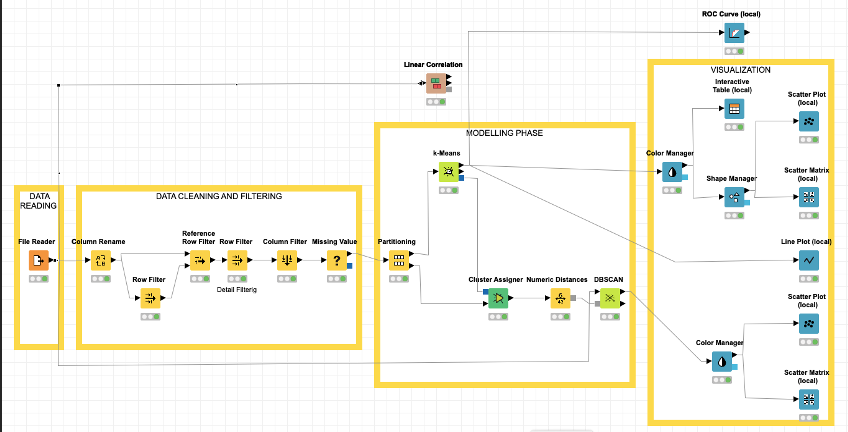 ROC Curve (local)
Linear Correlation
VISUALIZATION
Interactive
Table (local)
Scatter Plot
(local)
MODELLING PHASE
k-Means
Color Manager
Shape Manager
Scatter Matrix
(local)
DATA
READING
DATA CLEANING AND FILTERING
File Reader
Column Rename
Reference
Row Filter
Row Filter
Column Filter
Missing Value
Partitioning
Line Plot (local)
Row Filter
Detail Filterig
Cluster Assigner
Numeric Distances
DBSCAN
Scatter Plot
(local)
Color Manager
Scatter Matrix
(local)